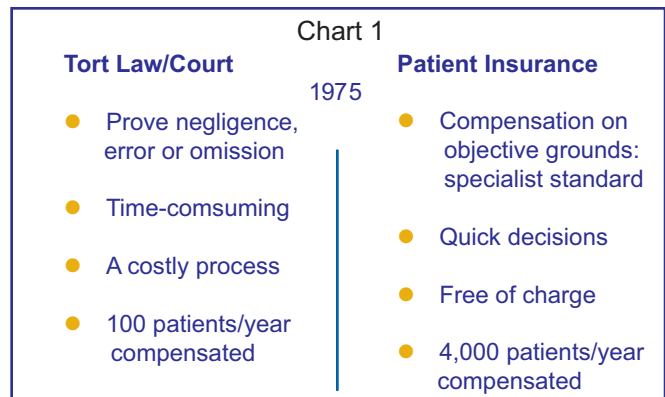 Chart 1
Tort Law/Court
Prove negligence,
error or omission
Time-comsuming
A costly process
100 patients/year
compensated
1975
Patient Insurance
Compensation on
objective grounds:
specialist standard
Quick decisions
Free of charge
4,000 patients/year
compensated